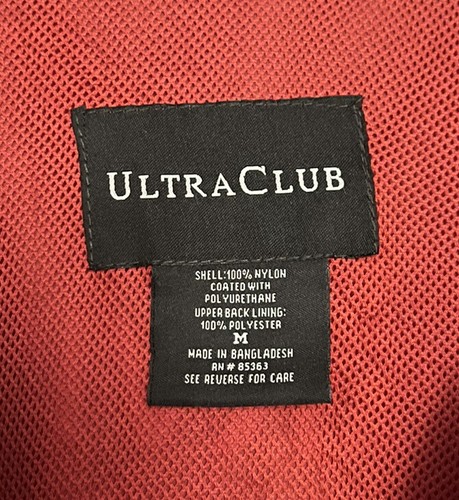 ULTRACLUB
SHELL:100% NYLON
COATED WITH
POLYURETHANE
UPPER BACK LINING:
100% POLYESTER
M
MADE IN BANGLADESH
RN# 85363
SEE REVERSE FOR CARE